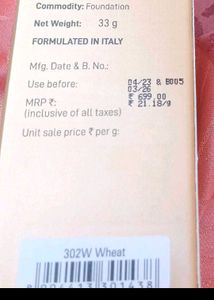 Commodity: Foundation
Net Weight: 33 g
FORMULATED IN ITALY
Mfg. Date & B. No.:
04/23 & B005
Use before:
03/26
MRP ₹:
₹ 699.00
(inclusive of all taxes)
₹ 21.18/g
Unit sale price ₹ per g:
302W Wheat